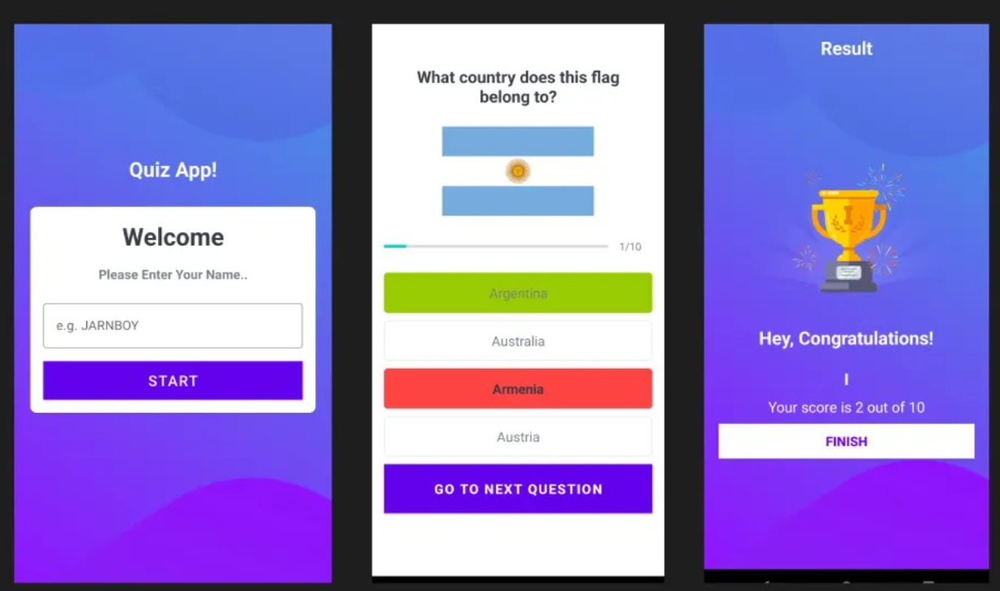 Quiz App!
Welcome
Please Enter Your Name..
e.g. JARNBOY
START
What country does this flag
belong to?
1/10
Argentina
Australia
Armenia
Austria
GO TO NEXT QUESTION
Result
Hey, Congratulations!
I
Your score is 2 out of 10
FINISH